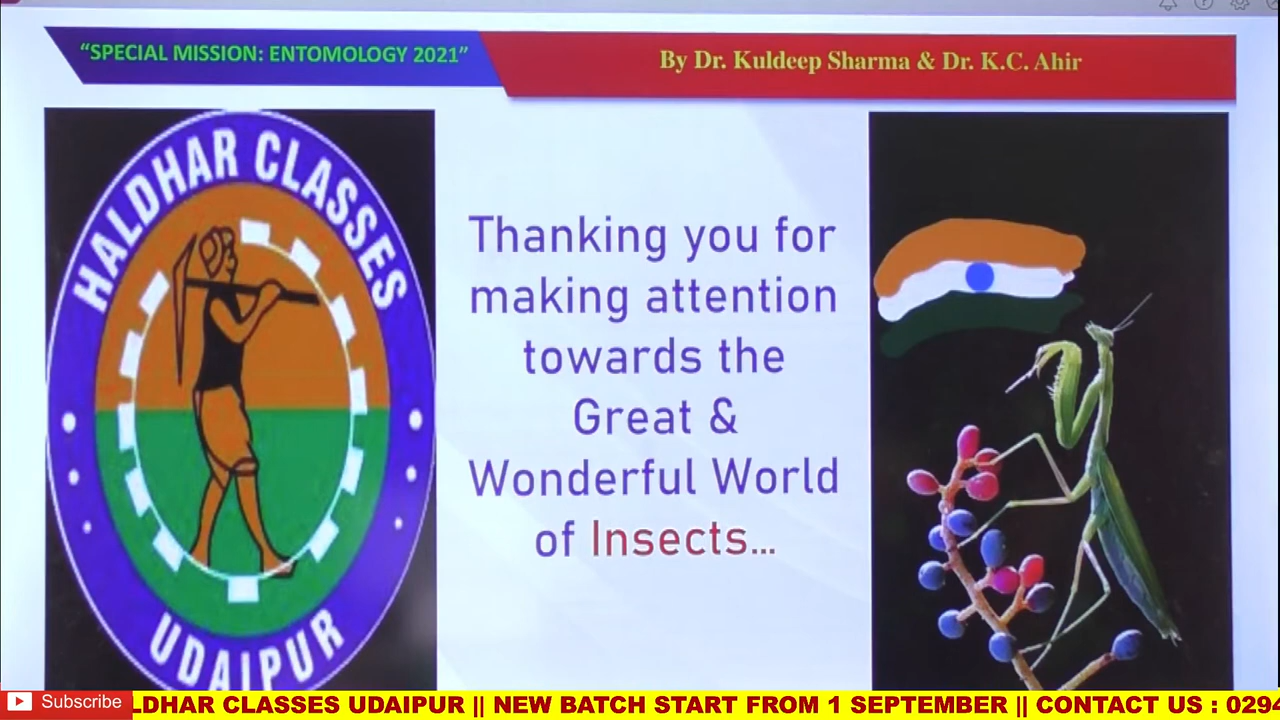 "SPECIAL MISSION: ENTOMOLOGY 2021"
By Dr. Kuldeep Sharma & Dr. K.C. Ahir
HALDHAR CLASSES
UDAIPUR
Thanking you for
making attention
towards the
Great &
Wonderful World
of Insects...
Subscribe
LDHAR CLASSES UDAIPUR || NEW BATCH START FROM 1 SEPTEMBER || CONTACT US : 0294